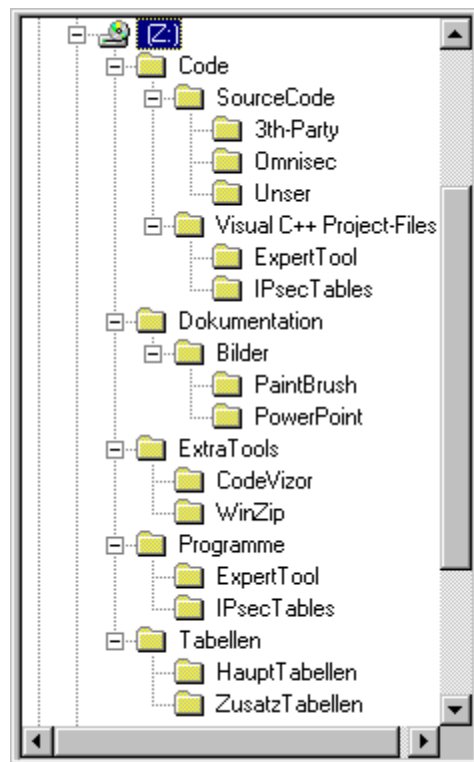 (Z:)
Code
SourceCode
3th-Party
Omnisec
Unser
Visual C++ Project-Files
ExpertTool
IPsecTables
Dokumentation
Bilder
PaintBrush
PowerPoint
ExtraTools
CodeVizor
WinZip
Programme
ExpertTool
IPsecTables
Tabellen
HauptTabellen
ZusatzTabellen